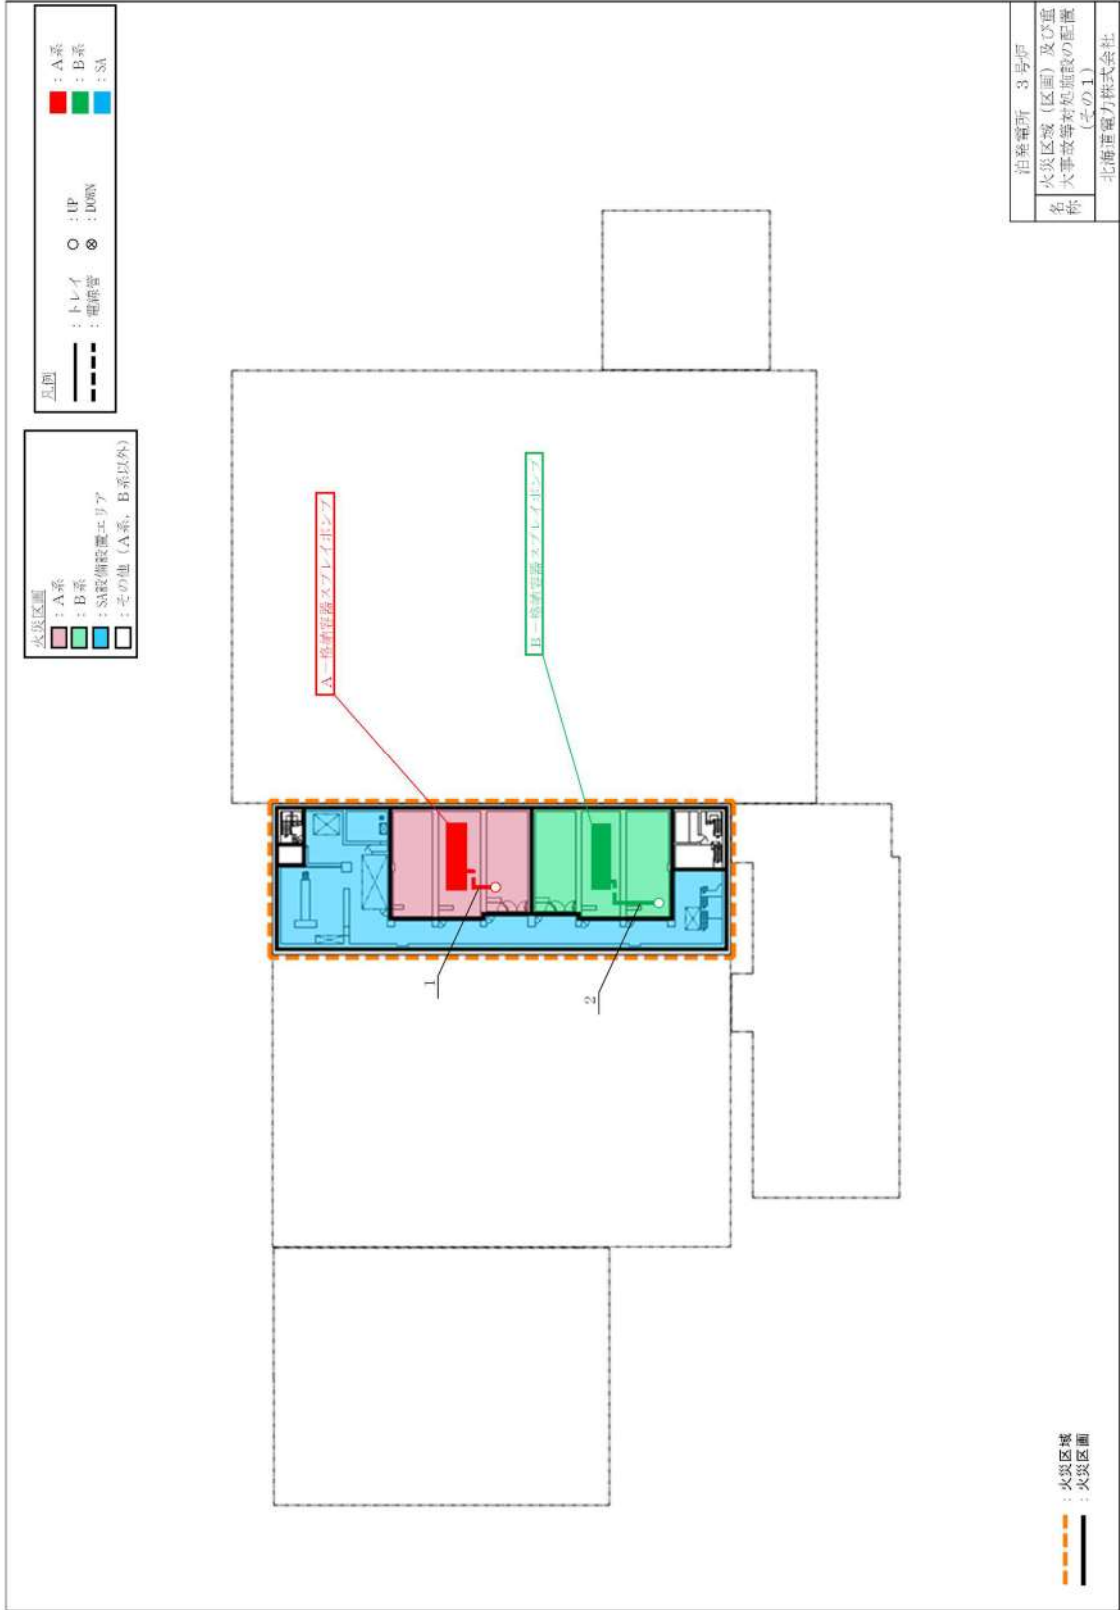 火災区画
：A系
：B系
：SA設備設置エリア
：その他（A系，B系以外）
凡例
：トレイ
：電線管
○：UP
⊗：DOWN
：A系
：B系
：SA
A－格納容器スプレイポンプ
B－格納容器スプレイポンプ
1
2
：火災区域
：火災区画
泊発電所 3号炉
名称
火災区域（区画）及び重
大事故等対処施設の配置
（その1）
北海道電力株式会社